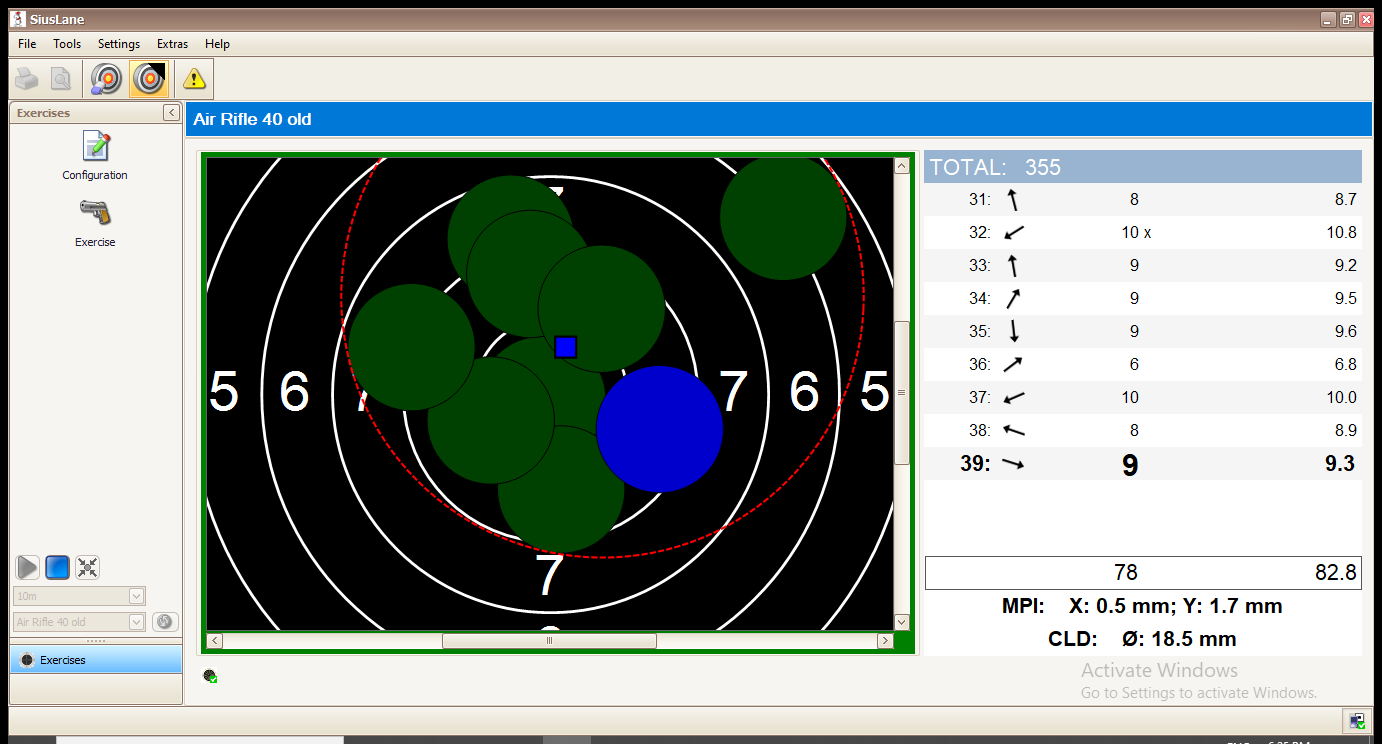 SiusLane
File Tools Settings Extras Help
Exercises
Configuration
Exercise
10m
Air Rifle 40 old
Exercises
Air Rifle 40 old
7
5 6 7 6 5
7
TOTAL: 355
31: 8 8.7
32: 10 x 10.8
33: 9 9.2
34: 9 9.5
35: 9 9.6
36: 6 6.8
37: 10 10.0
38: 8 8.9
39: 9 9.3
78 82.8
MPI: X: 0.5 mm; Y: 1.7 mm
CLD: Ø: 18.5 mm
Activate Windows
Go to Settings to activate Windows.